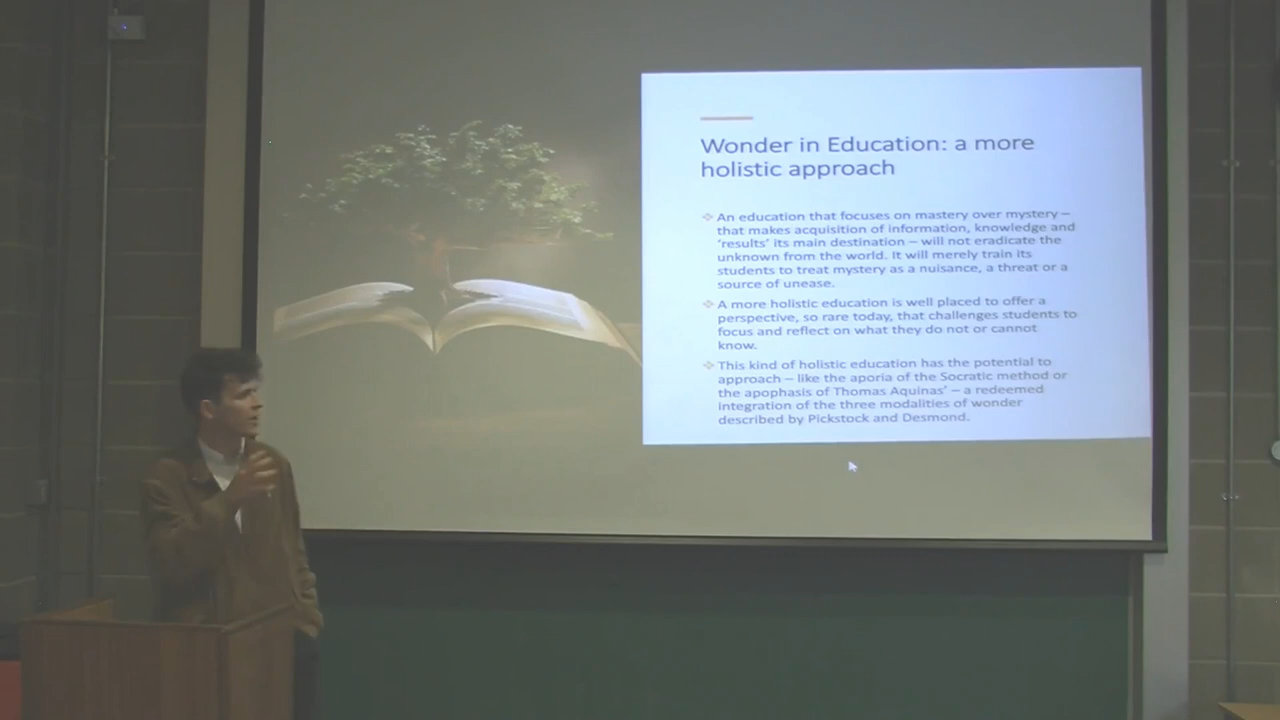 Wonder in Education: a more
holistic approach
An education that focuses on mastery over mystery –
that makes acquisition of information, knowledge and
'results' its main destination – will not eradicate the
unknown from the world. It will merely train its
students to treat mystery as a nuisance, a threat or a
source of unease.
A more holistic education is well placed to offer a
perspective, so rare today, that challenges students to
focus and reflect on what they do not or cannot
know.
This kind of holistic education has the potential to
approach – like the aporia of the Socratic method or
the apophasis of Thomas Aquinas' – a redeemed
integration of the three modalities of wonder
described by Pickstock and Desmond.